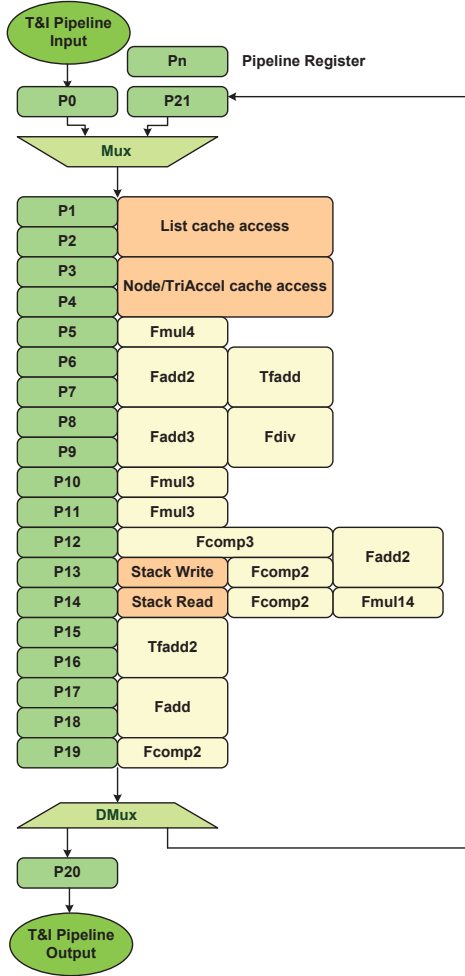 T&I Pipeline
Input
Pn
Pipeline Register
P0
P21
Mux
P1
List cache access
P2
P3
Node/TriAccel cache access
P4
P5
Fmul4
P6
Fadd2
Tfadd
P7
P8
Fadd3
Fdiv
P9
P10
Fmul3
P11
Fmul3
P12
Fcomp3
Fadd2
P13
Stack Write
Fcomp2
P14
Stack Read
Fcomp2
Fmul14
P15
Tfadd2
P16
P17
Fadd
P18
P19
Fcomp2
DMux
P20
T&I Pipeline
Output